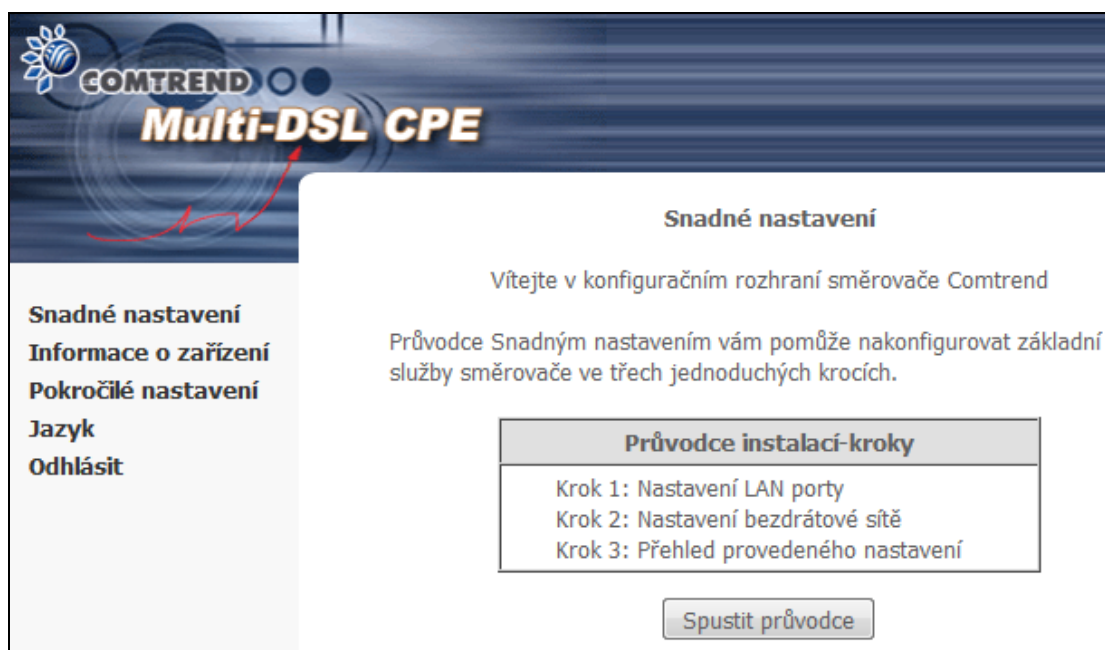 COMTREND
Multi-DSL CPE
Snadné nastavení
Informace o zařízení
Pokročilé nastavení
Jazyk
Odhlásit
Snadné nastavení
Vítejte v konfiguračním rozhraní směrovače Comtrend
Průvodce Snadným nastavením vám pomůže nakonfigurovat základní
služby směrovače ve třech jednoduchých krocích.
Průvodce instalací-kroky
Krok 1: Nastavení LAN porty
Krok 2: Nastavení bezdrátové sítě
Krok 3: Přehled provedeného nastavení
Spustit průvodce